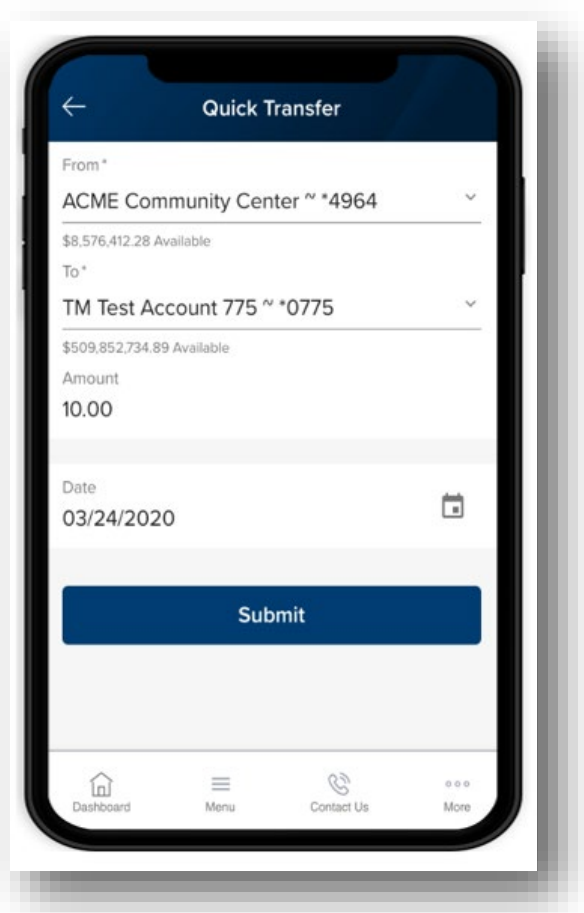 Quick Transfer
From*
ACME Community Center ~ *4964
$8,576,412.28 Available
To*
TM Test Account 775 ~ *0775
$509,852,734.89 Available
Amount
10.00
Date
03/24/2020
Submit
Dashboard Menu Contact Us More